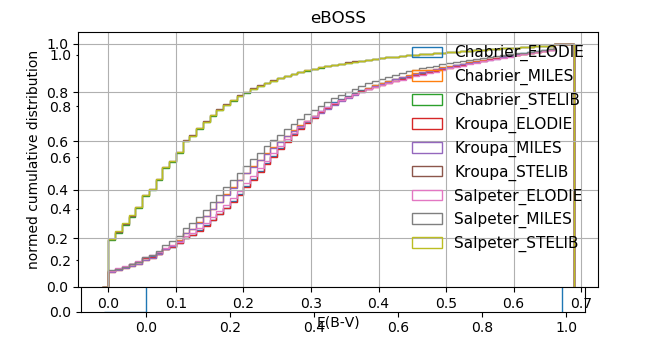 eBOSS
normed cumulative distribution
1.0
1.0
0.8
0.8
0.6
0.6
0.4
0.4
0.2
0.2
0.0
0.0
Chabrier_ELODIE
Chabrier_MILES
Chabrier_STELIB
Kroupa_ELODIE
Kroupa_MILES
Kroupa_STELIB
Salpeter_ELODIE
Salpeter_MILES
Salpeter_STELIB
0.0 0.1 0.2 0.3 0.4 0.5 0.6 0.7
0.0 0.2 0.4 0.6 0.8 1.0
E(B-V)